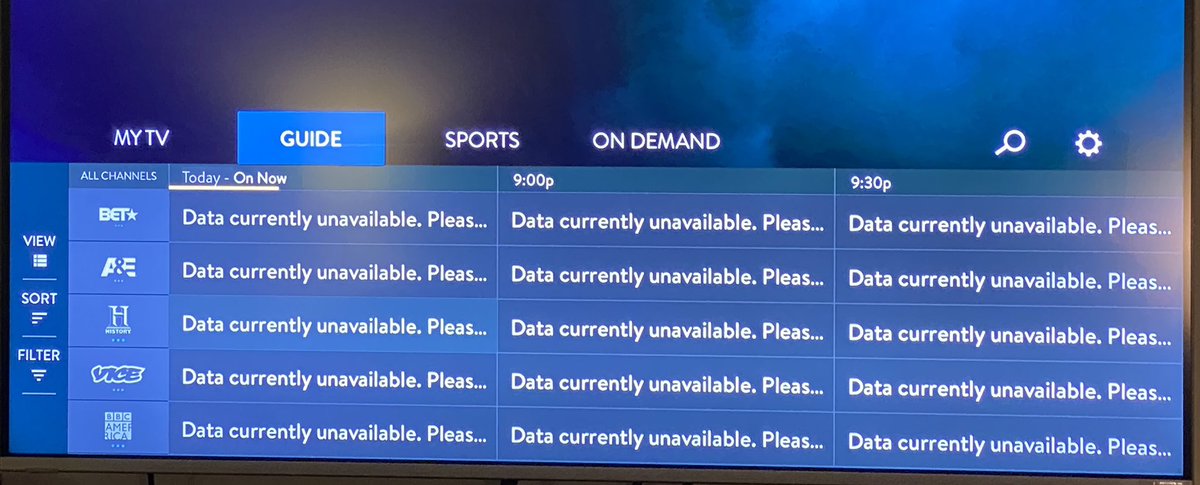 MY TV GUIDE SPORTS ON DEMAND
ALL CHANNELS Today - On Now 9:00p 9:30p
BET Data currently unavailable. Pleas... Data currently unavailable. Pleas... Data currently unavailable. Pleas...
VIEW
A&E Data currently unavailable. Pleas... Data currently unavailable. Pleas... Data currently unavailable. Pleas...
SORT
H HISTORY Data currently unavailable. Pleas... Data currently unavailable. Pleas... Data currently unavailable. Pleas...
FILTER
VICE Data currently unavailable. Pleas... Data currently unavailable. Pleas... Data currently unavailable. Pleas...
BBC
AMER
ICA Data currently unavailable. Pleas... Data currently unavailable. Pleas... Data currently unavailable. Pleas...